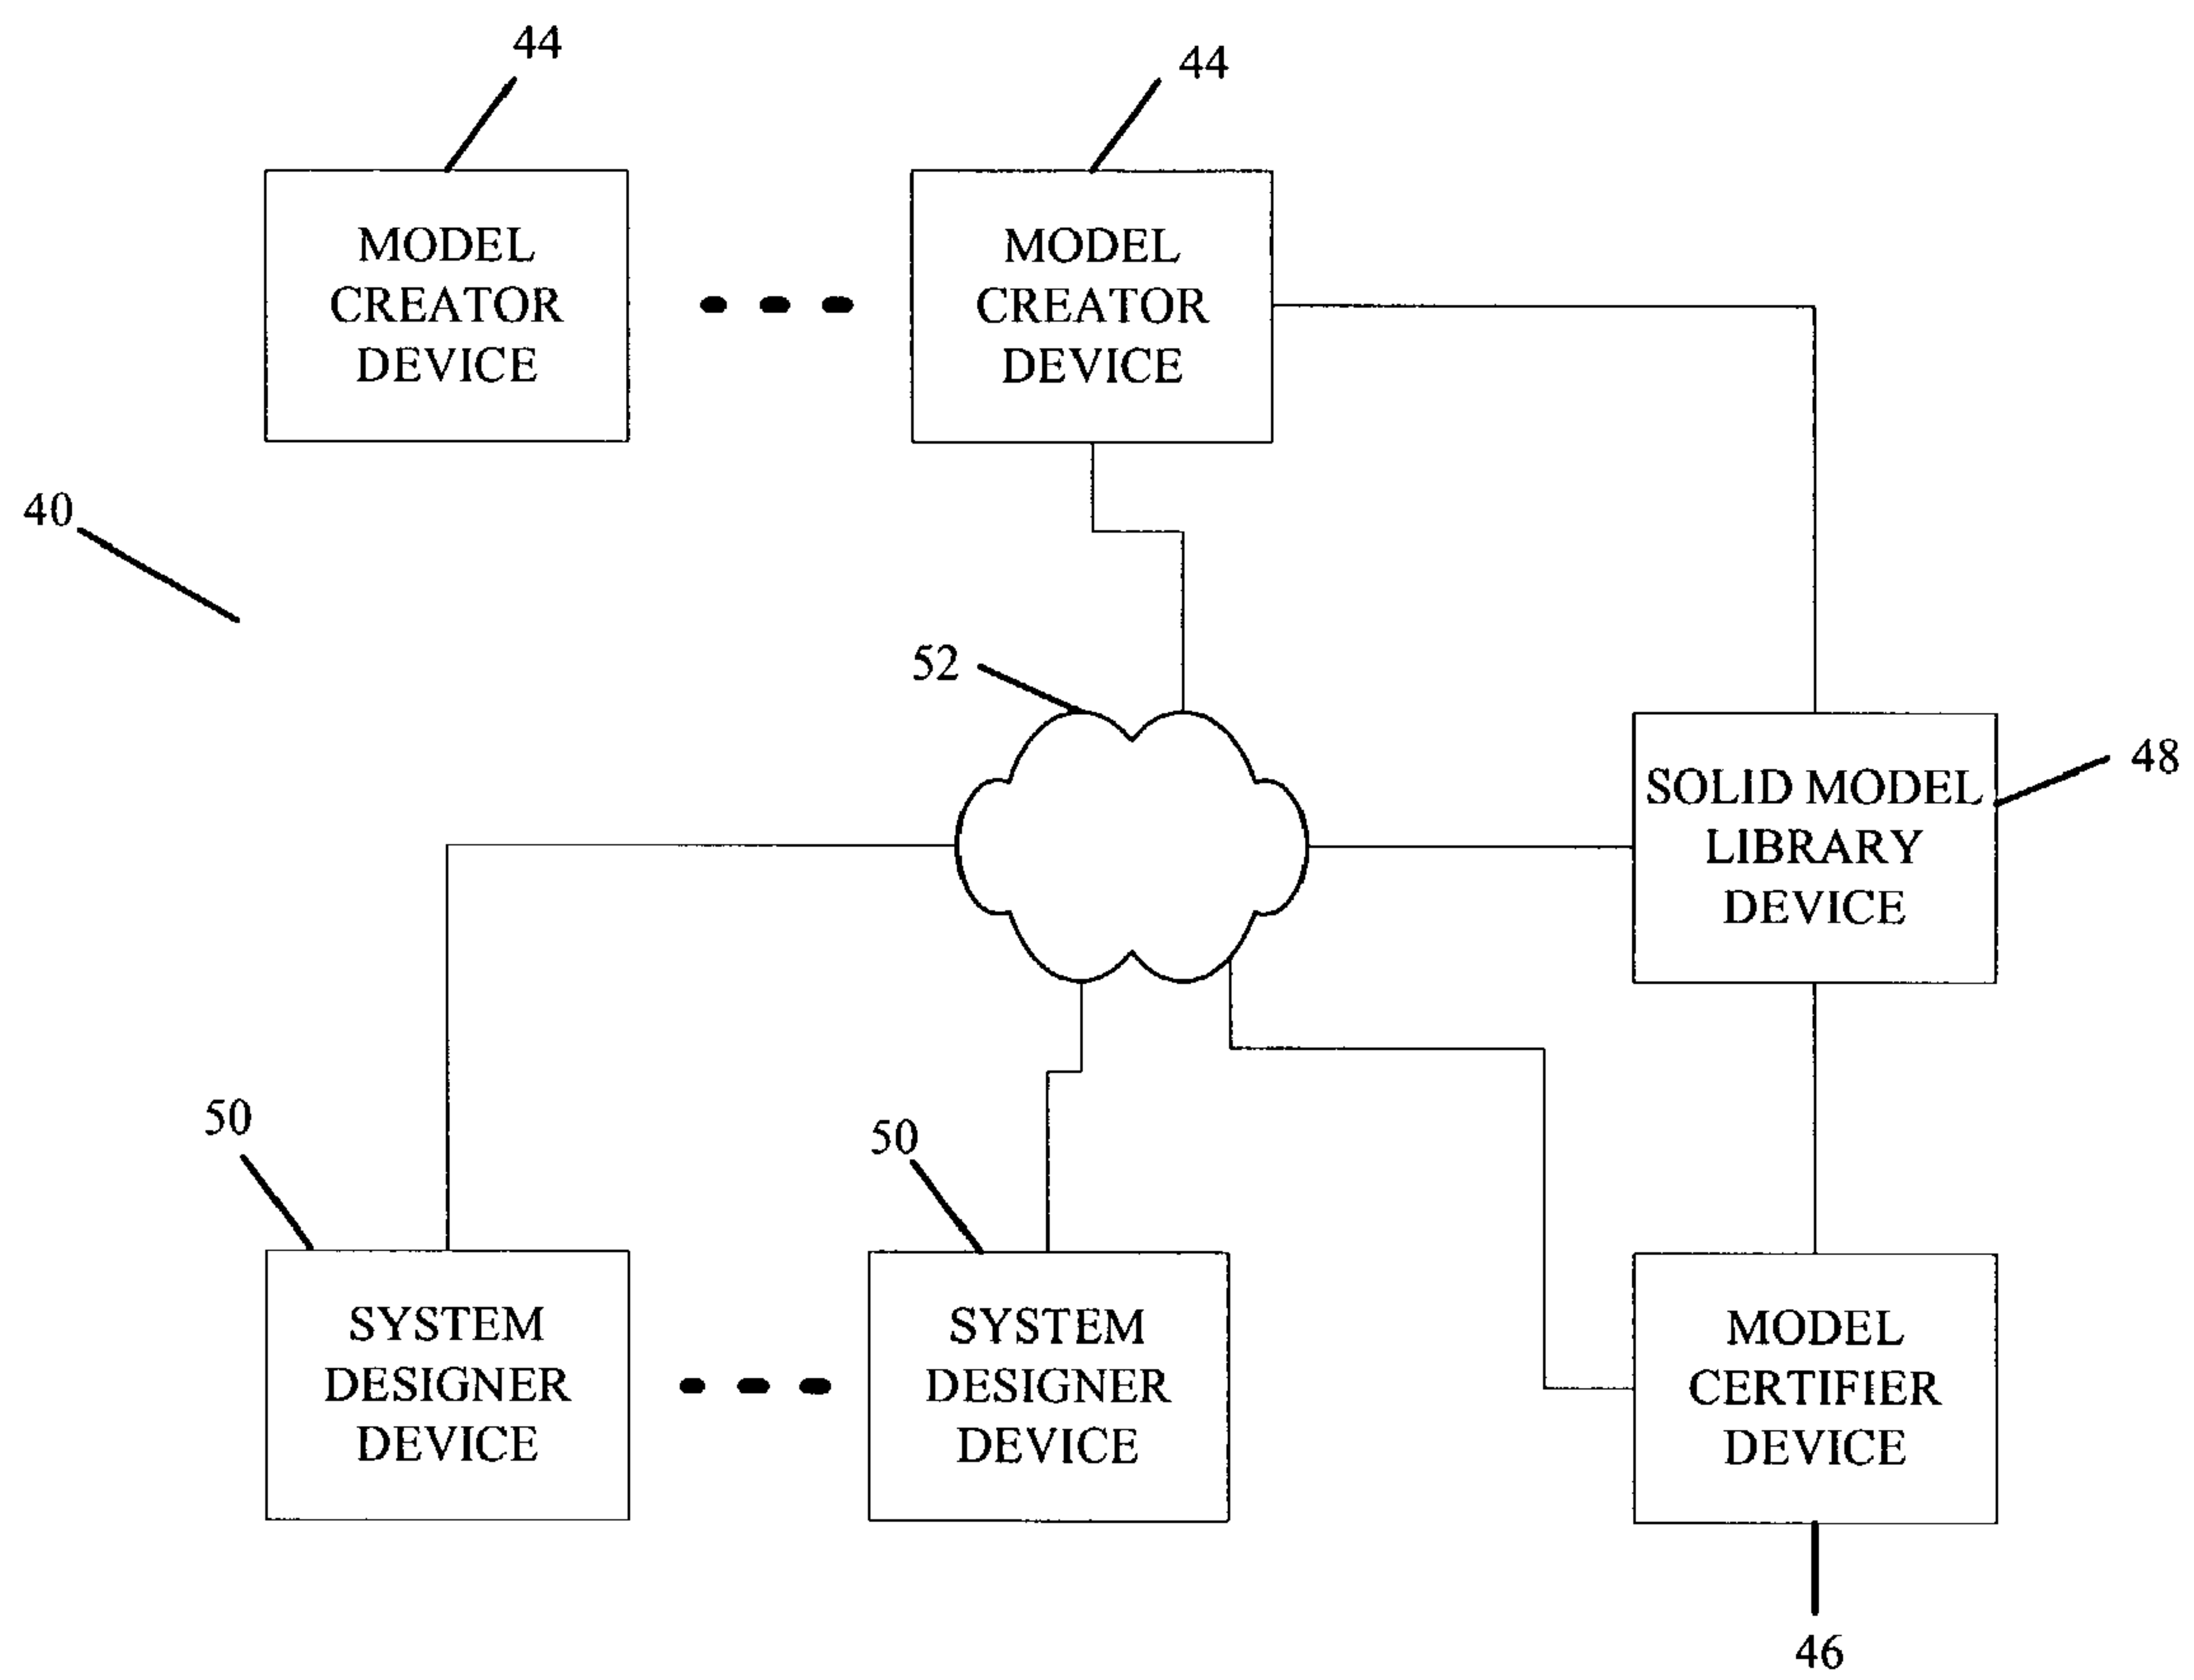 44
44
MODEL
CREATOR
DEVICE
MODEL
CREATOR
DEVICE
40
52
48
SOLID MODEL
LIBRARY
DEVICE
50
50
SYSTEM
DESIGNER
DEVICE
SYSTEM
DESIGNER
DEVICE
MODEL
CERTIFIER
DEVICE
46